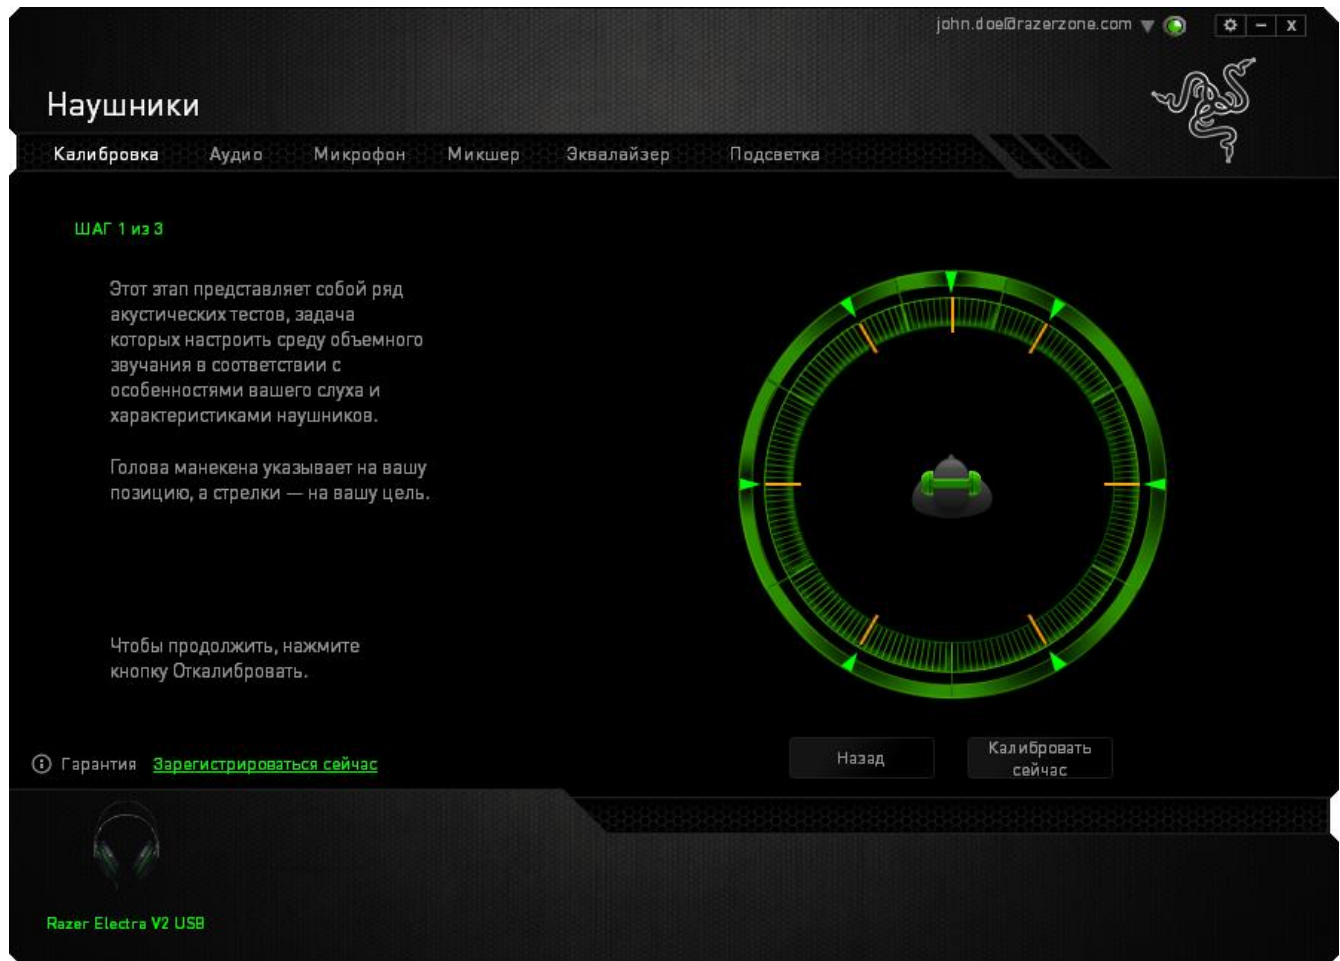 john.doe@razerzone.com
Наушники
Калибровка Аудио Микрофон Микшер Эквалайзер Подсветка
ШАГ 1 из 3
Этот этап представляет собой ряд
акустических тестов, задача
которых настроить среду объемного
звучания в соответствии с
особенностями вашего слуха и
характеристиками наушников.
Голова манекена указывает на вашу
позицию, а стрелки — на вашу цель.
Чтобы продолжить, нажмите
кнопку Откалибровать.
Назад
Калибровать
сейчас
Гарантия Зарегистрироваться сейчас
Razer Electra V2 USB